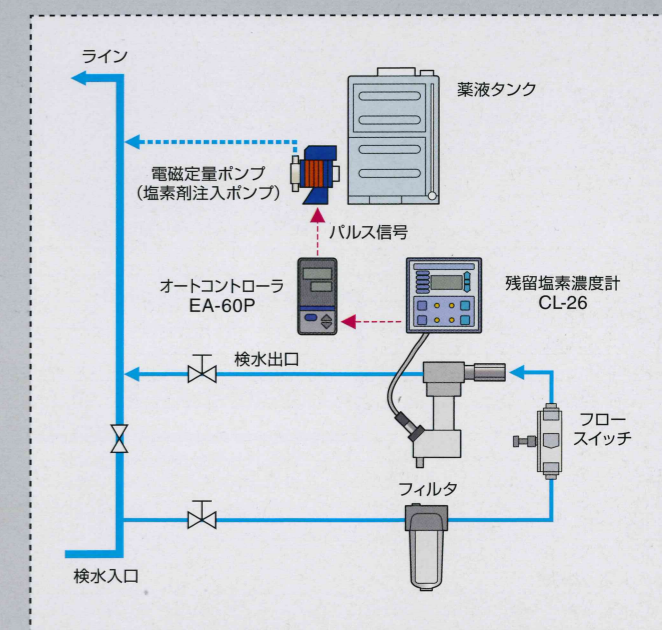 ライン
薬液タンク
電磁定量ポンプ
(塩素剤注入ポンプ)
パルス信号
オートコントローラ
EA-60P
残留塩素濃度計
CL-26
検水出口
フロー
スイッチ
フィルタ
検水入口